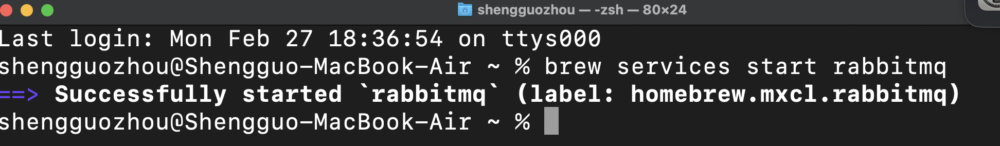 shengguozhou — -zsh — 80×24
Last login: Mon Feb 27 18:36:54 on ttys000
shengguozhou@Shengguo-MacBook-Air ~ % brew services start rabbitmq
==> Successfully started `rabbitmq` (label: homebrew.mxcl.rabbitmq)
shengguozhou@Shengguo-MacBook-Air ~ %